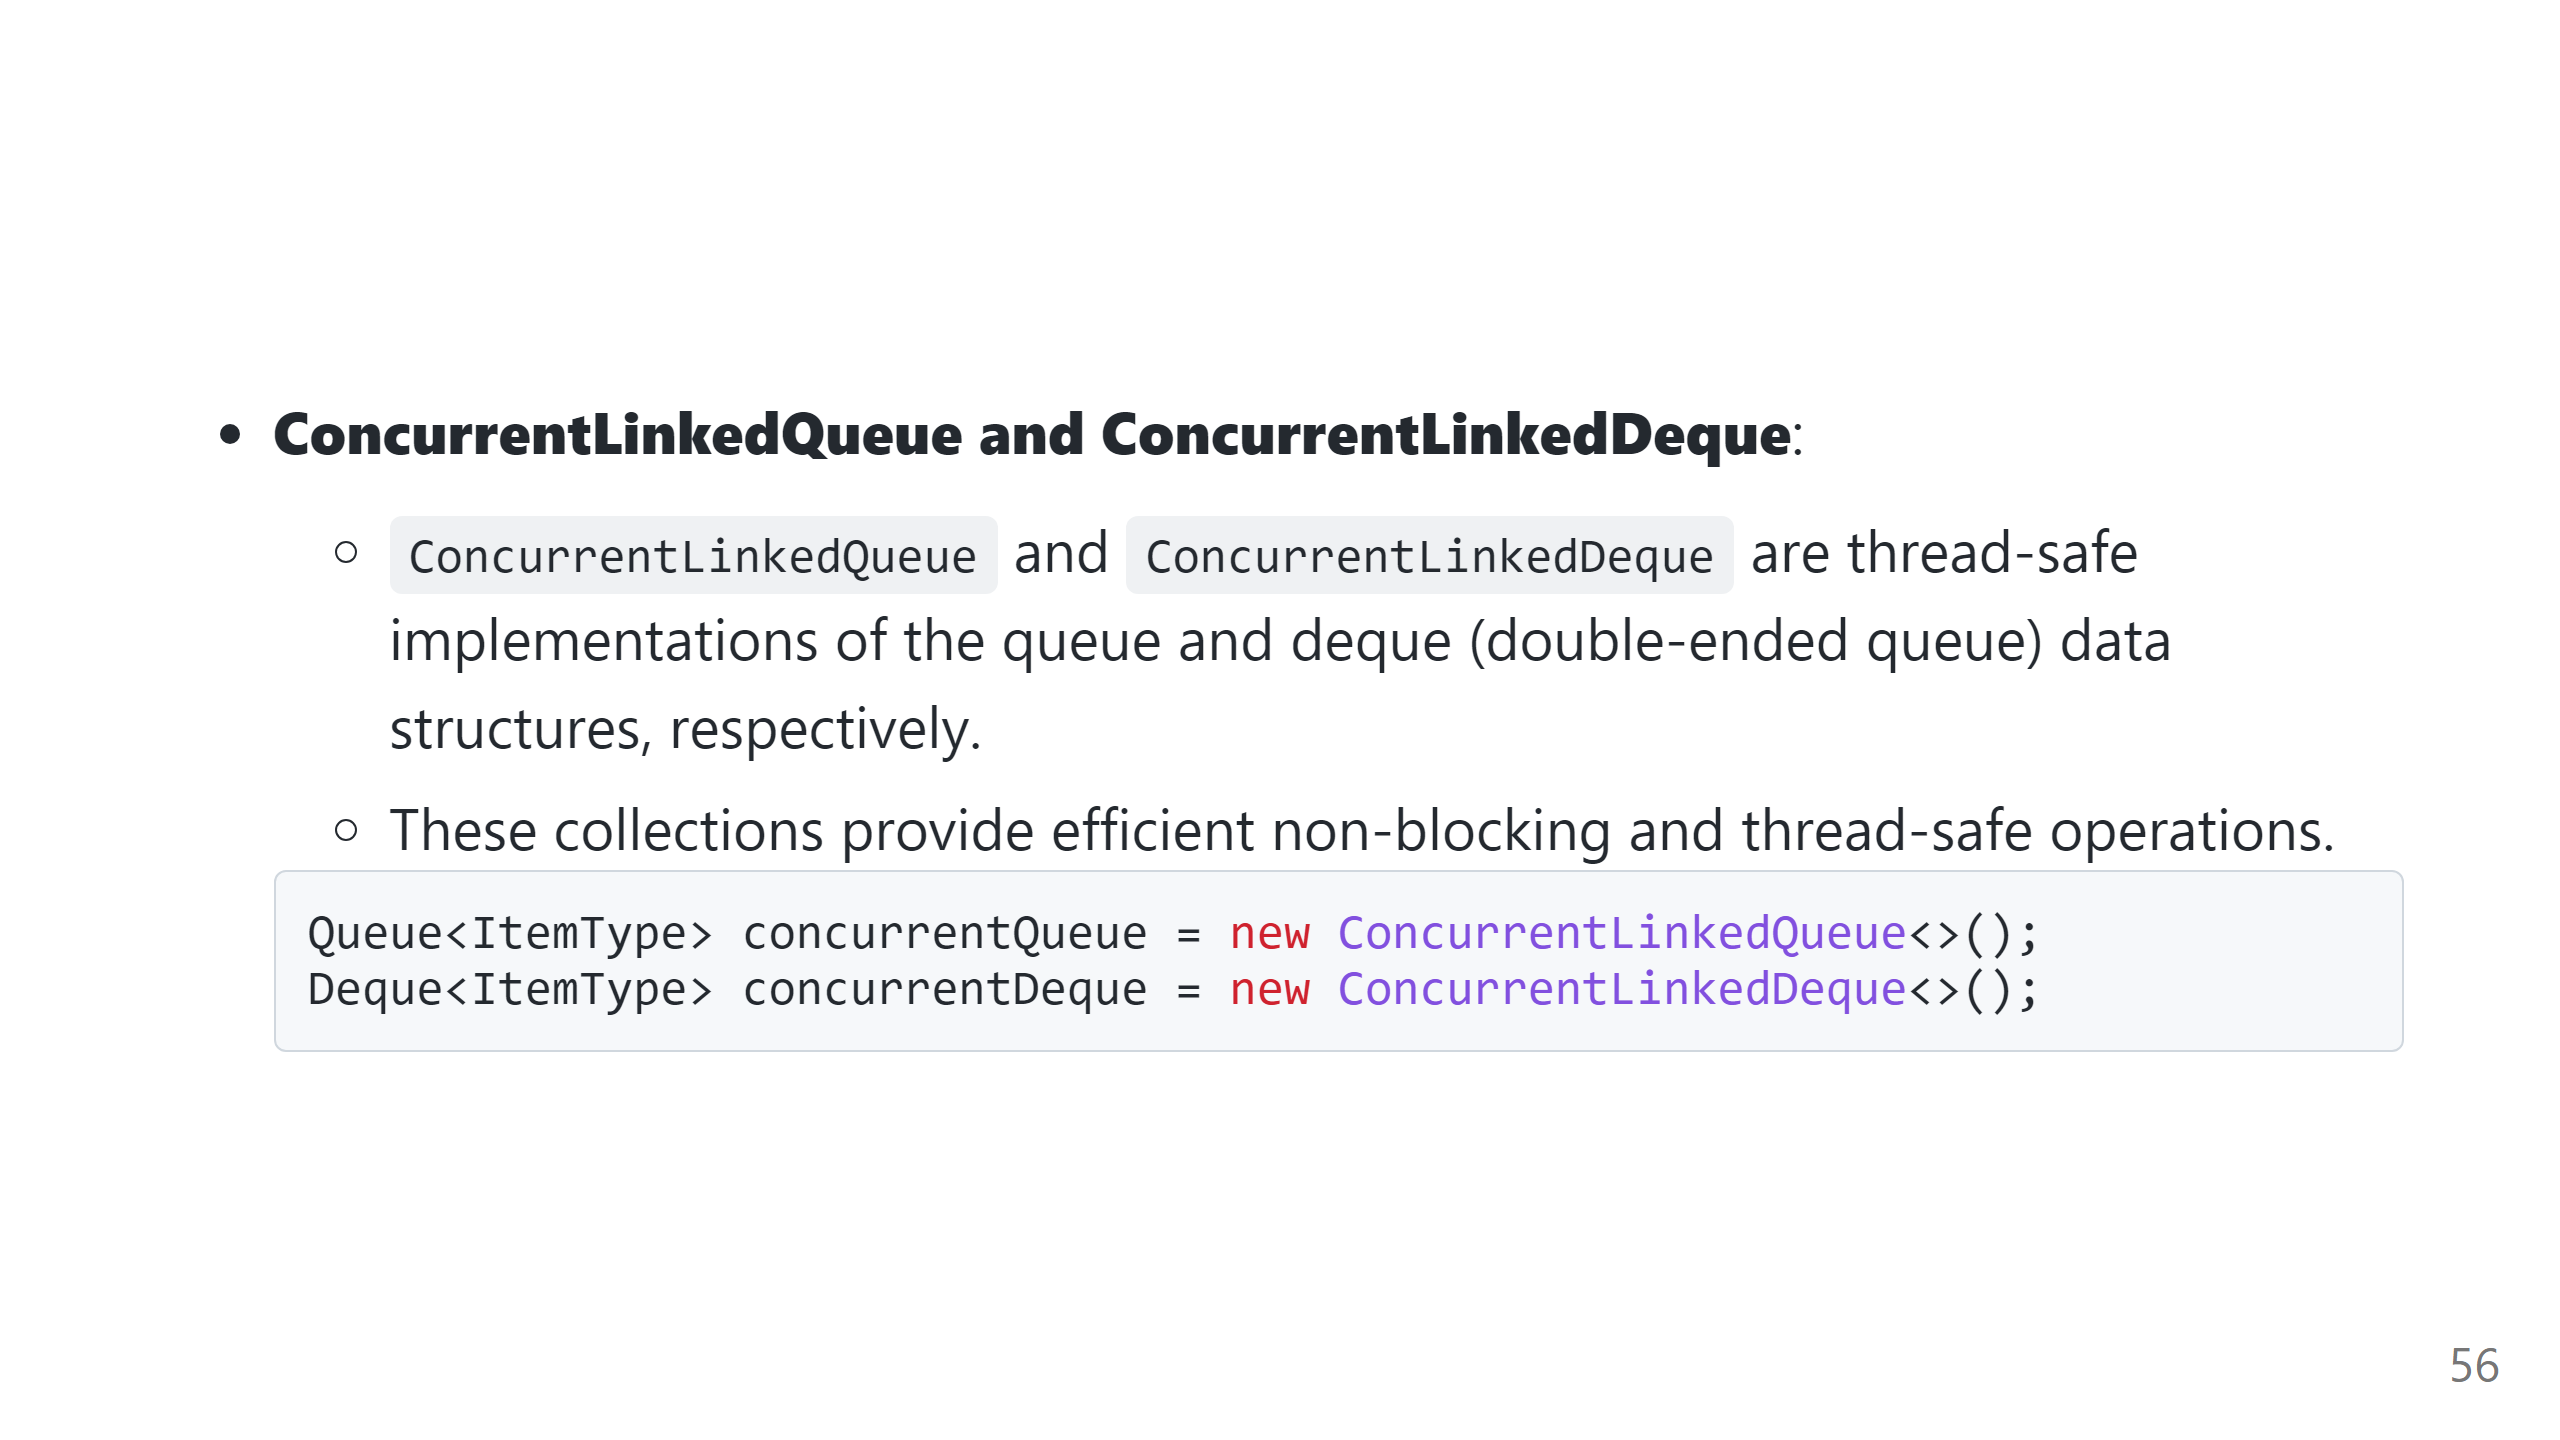 • ConcurrentLinkedQueue and ConcurrentLinkedDeque:
○ ConcurrentLinkedQueue and ConcurrentLinkedDeque are thread-safe
implementations of the queue and deque (double-ended queue) data
structures, respectively.
○ These collections provide efficient non-blocking and thread-safe operations.
Queue<ItemType> concurrentQueue = new ConcurrentLinkedQueue<>();
Deque<ItemType> concurrentDeque = new ConcurrentLinkedDeque<>();
56